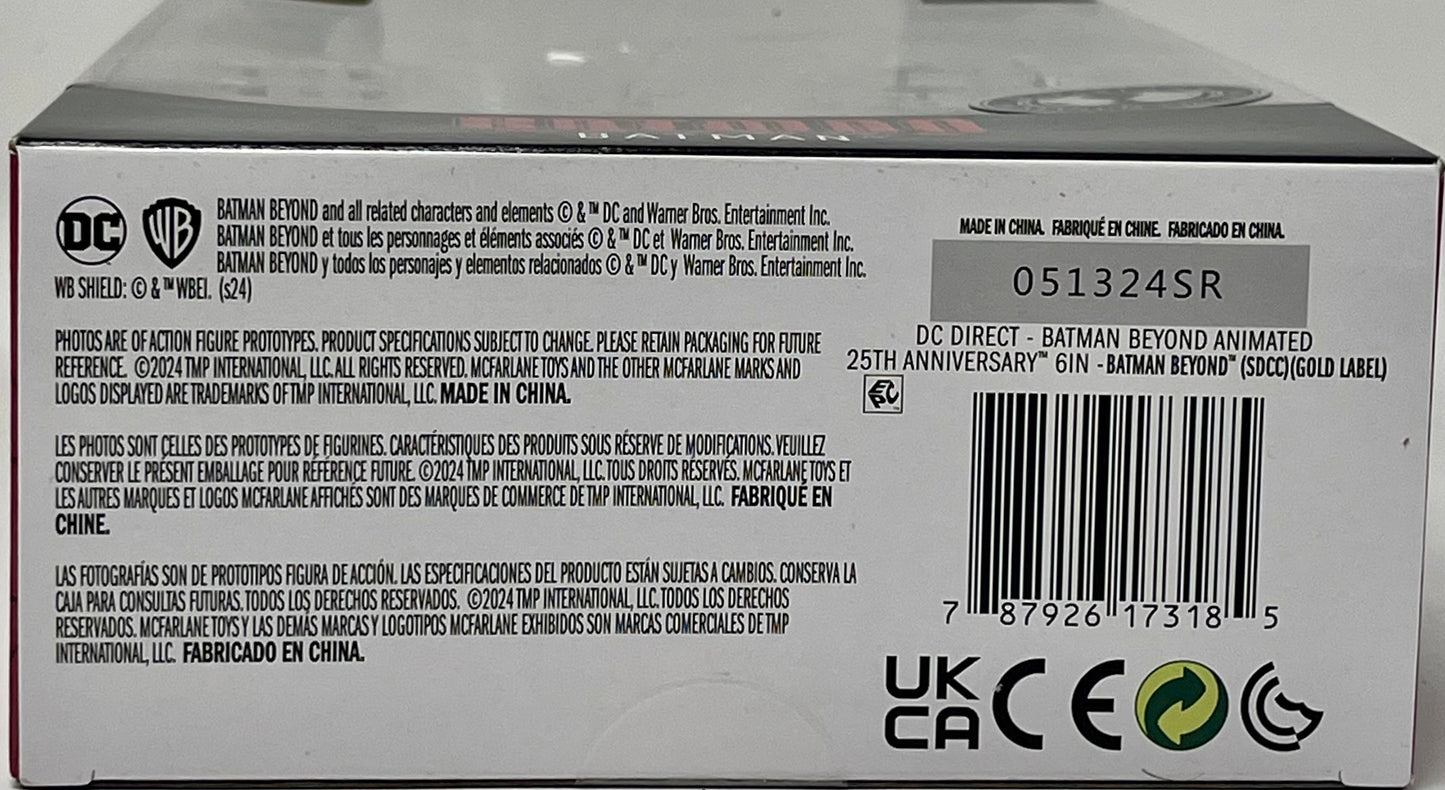 BATMAN
DC WB
BATMAN BEYOND and all related characters and elements © & ™ DC and Warner Bros. Entertainment Inc.
BATMAN BEYOND et tous les personnages et éléments associés © & ™ DC et Warner Bros. Entertainment Inc.
BATMAN BEYOND y todos los personajes y elementos relacionados © & ™ DC y Warner Bros. Entertainment Inc.
WB SHIELD: © & ™ WBEI. (s24)
PHOTOS ARE OF ACTION FIGURE PROTOTYPES. PRODUCT SPECIFICATIONS SUBJECT TO CHANGE. PLEASE RETAIN PACKAGING FOR FUTURE
REFERENCE. ©2024 TMP INTERNATIONAL, LLC. ALL RIGHTS RESERVED. MCFARLANE TOYS AND THE OTHER MCFARLANE MARKS AND
LOGOS DISPLAYED ARE TRADEMARKS OF TMP INTERNATIONAL, LLC. MADE IN CHINA.
LES PHOTOS SONT CELLES DES PROTOTYPES DE FIGURINES. CARACTÉRISTIQUES DES PRODUITS SOUS RÉSERVE DE MODIFICATIONS. VEUILLEZ
CONSERVER LE PRÉSENT EMBALLAGE POUR RÉFÉRENCE FUTURE. ©2024 TMP INTERNATIONAL, LLC. TOUS DROITS RÉSERVÉS. MCFARLANE TOYS ET
LES AUTRES MARQUES ET LOGOS MCFARLANE AFFICHÉS SONT DES MARQUES DE COMMERCE DE TMP INTERNATIONAL, LLC. FABRIQUÉ EN
CHINE.
LAS FOTOGRAFÍAS SON DE PROTOTIPOS FIGURA DE ACCIÓN. LAS ESPECIFICACIONES DEL PRODUCTO ESTÁN SUJETAS A CAMBIOS. CONSERVA LA
CAJA PARA CONSULTAS FUTURAS. TODOS LOS DERECHOS RESERVADOS. ©2024 TMP INTERNATIONAL, LLC. TODOS LOS DERECHOS
RESERVADOS. MCFARLANE TOYS Y LAS DEMÁS MARCAS Y LOGOTIPOS MCFARLANE EXHIBIDOS SON MARCAS COMERCIALES DE TMP
INTERNATIONAL, LLC. FABRICADO EN CHINA.
MADE IN CHINA. FABRIQUÉ EN CHINE. FABRICADO EN CHINA.
051324SR
DC DIRECT - BATMAN BEYOND ANIMATED
25TH ANNIVERSARY™ 6IN - BATMAN BEYOND™ (SDCC)(GOLD LABEL)
7 87926 17318 5
UK
CA CE